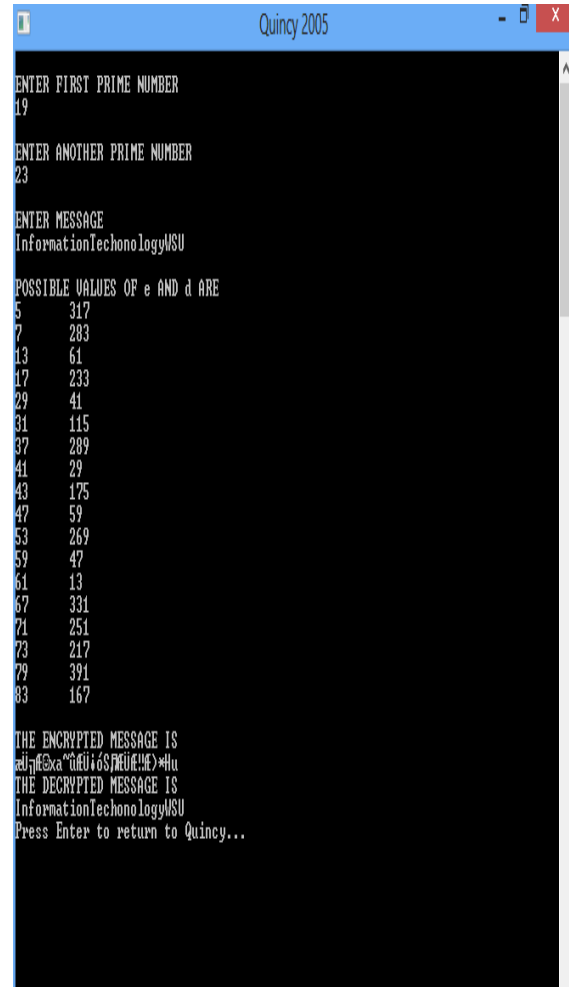 Quincy 2005
ENTER FIRST PRIME NUMBER
19
ENTER ANOTHER PRIME NUMBER
23
ENTER MESSAGE
InformationTechonologyWSU
POSSIBLE VALUES OF e AND d ARE
5 317
7 283
13 61
17 233
29 41
31 115
37 289
41 29
43 175
47 59
53 269
59 47
61 13
67 331
71 251
73 217
79 391
83 167
THE ENCRYPTED MESSAGE IS
THE DECRYPTED MESSAGE IS
InformationTechonologyWSU
Press Enter to return to Quincy...